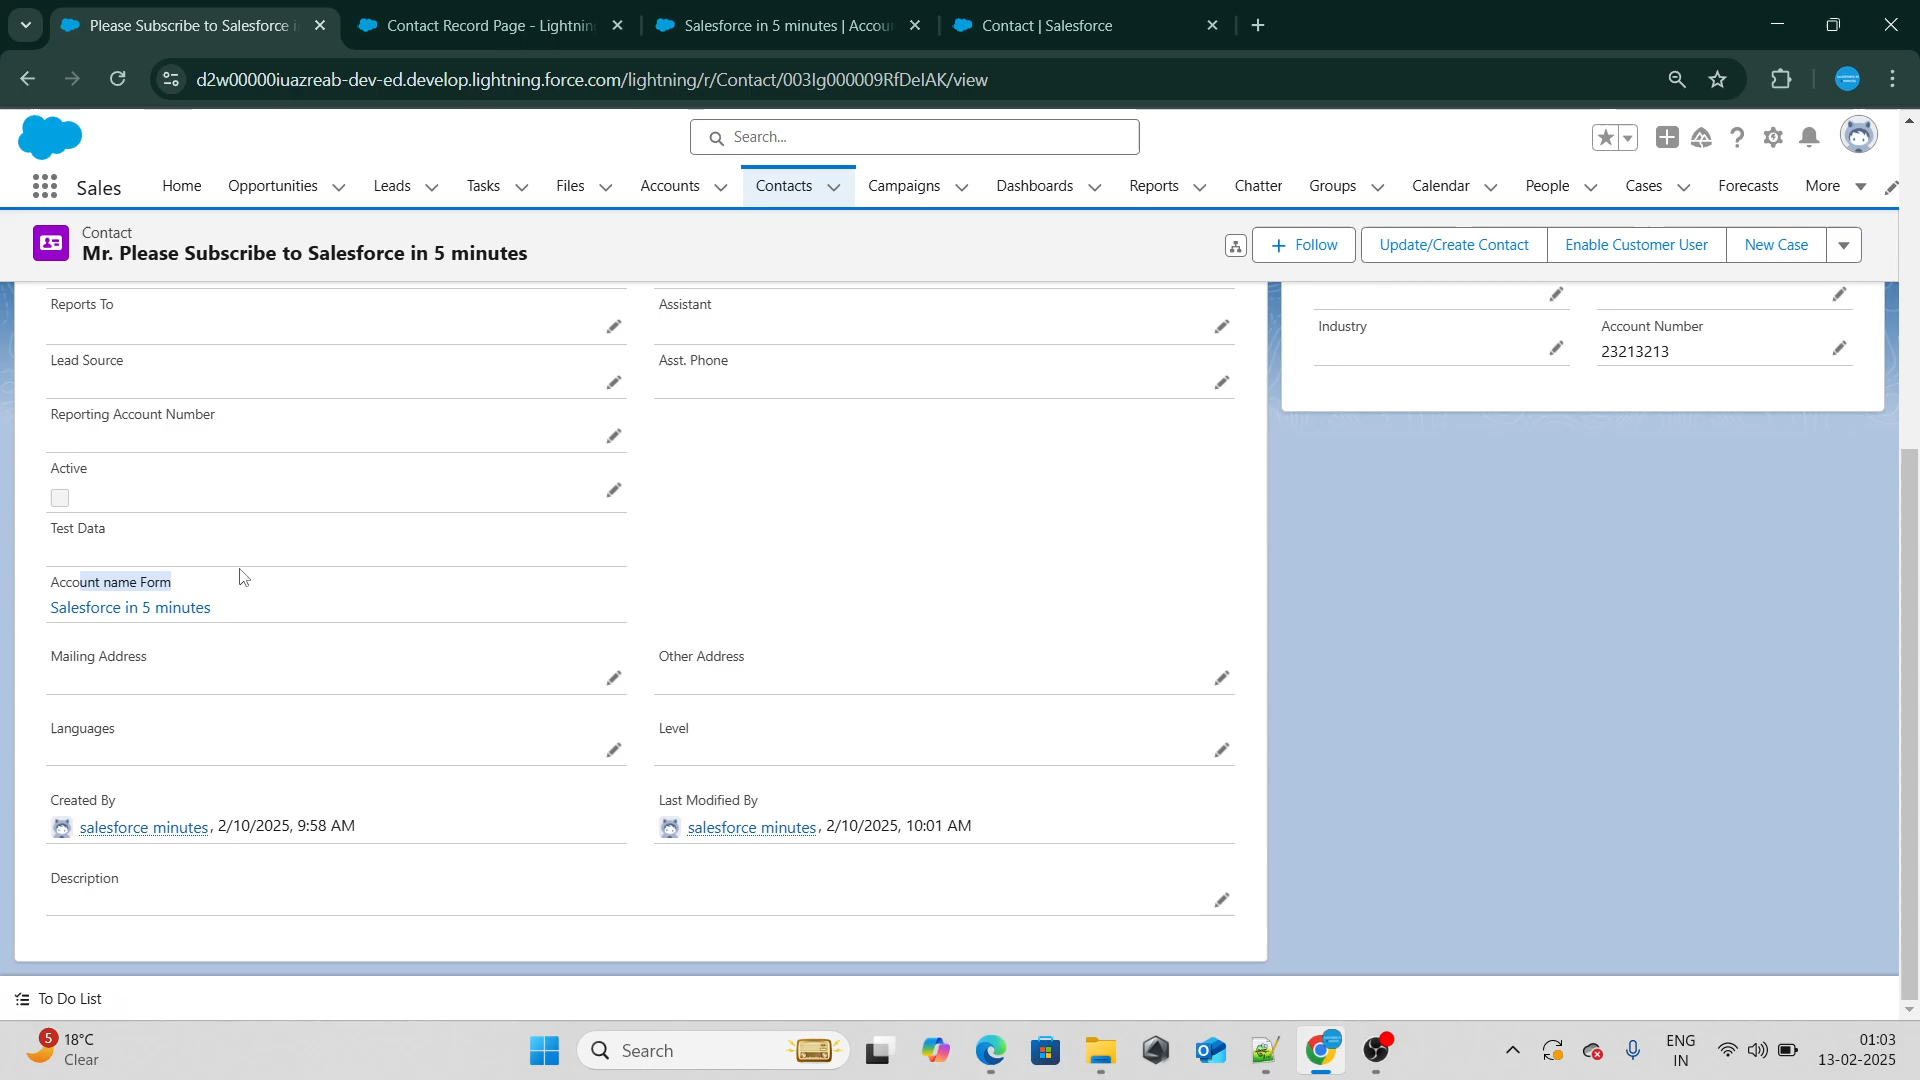 Please Subscribe to Salesforce i
Contact Record Page - Lightnin
Salesforce in 5 minutes | Accou
Contact | Salesforce
d2w00000iuazreab-dev-ed.develop.lightning.force.com/lightning/r/Contact/003Ig000009RfDeIAK/view
Search...
Sales
Home
Opportunities
Leads
Tasks
Files
Accounts
Contacts
Campaigns
Dashboards
Reports
Chatter
Groups
Calendar
People
Cases
Forecasts
More
Contact
Mr. Please Subscribe to Salesforce in 5 minutes
Follow
Update/Create Contact
Enable Customer User
New Case
Reports To
Assistant
Lead Source
Asst. Phone
Reporting Account Number
Active
Test Data
Account name Form
Salesforce in 5 minutes
Mailing Address
Other Address
Languages
Level
Created By
salesforce minutes, 2/10/2025, 9:58 AM
Last Modified By
salesforce minutes, 2/10/2025, 10:01 AM
Description
Industry
Account Number
23213213
To Do List
5
18°C
Clear
Search
ENG
IN
01:03
13-02-2025